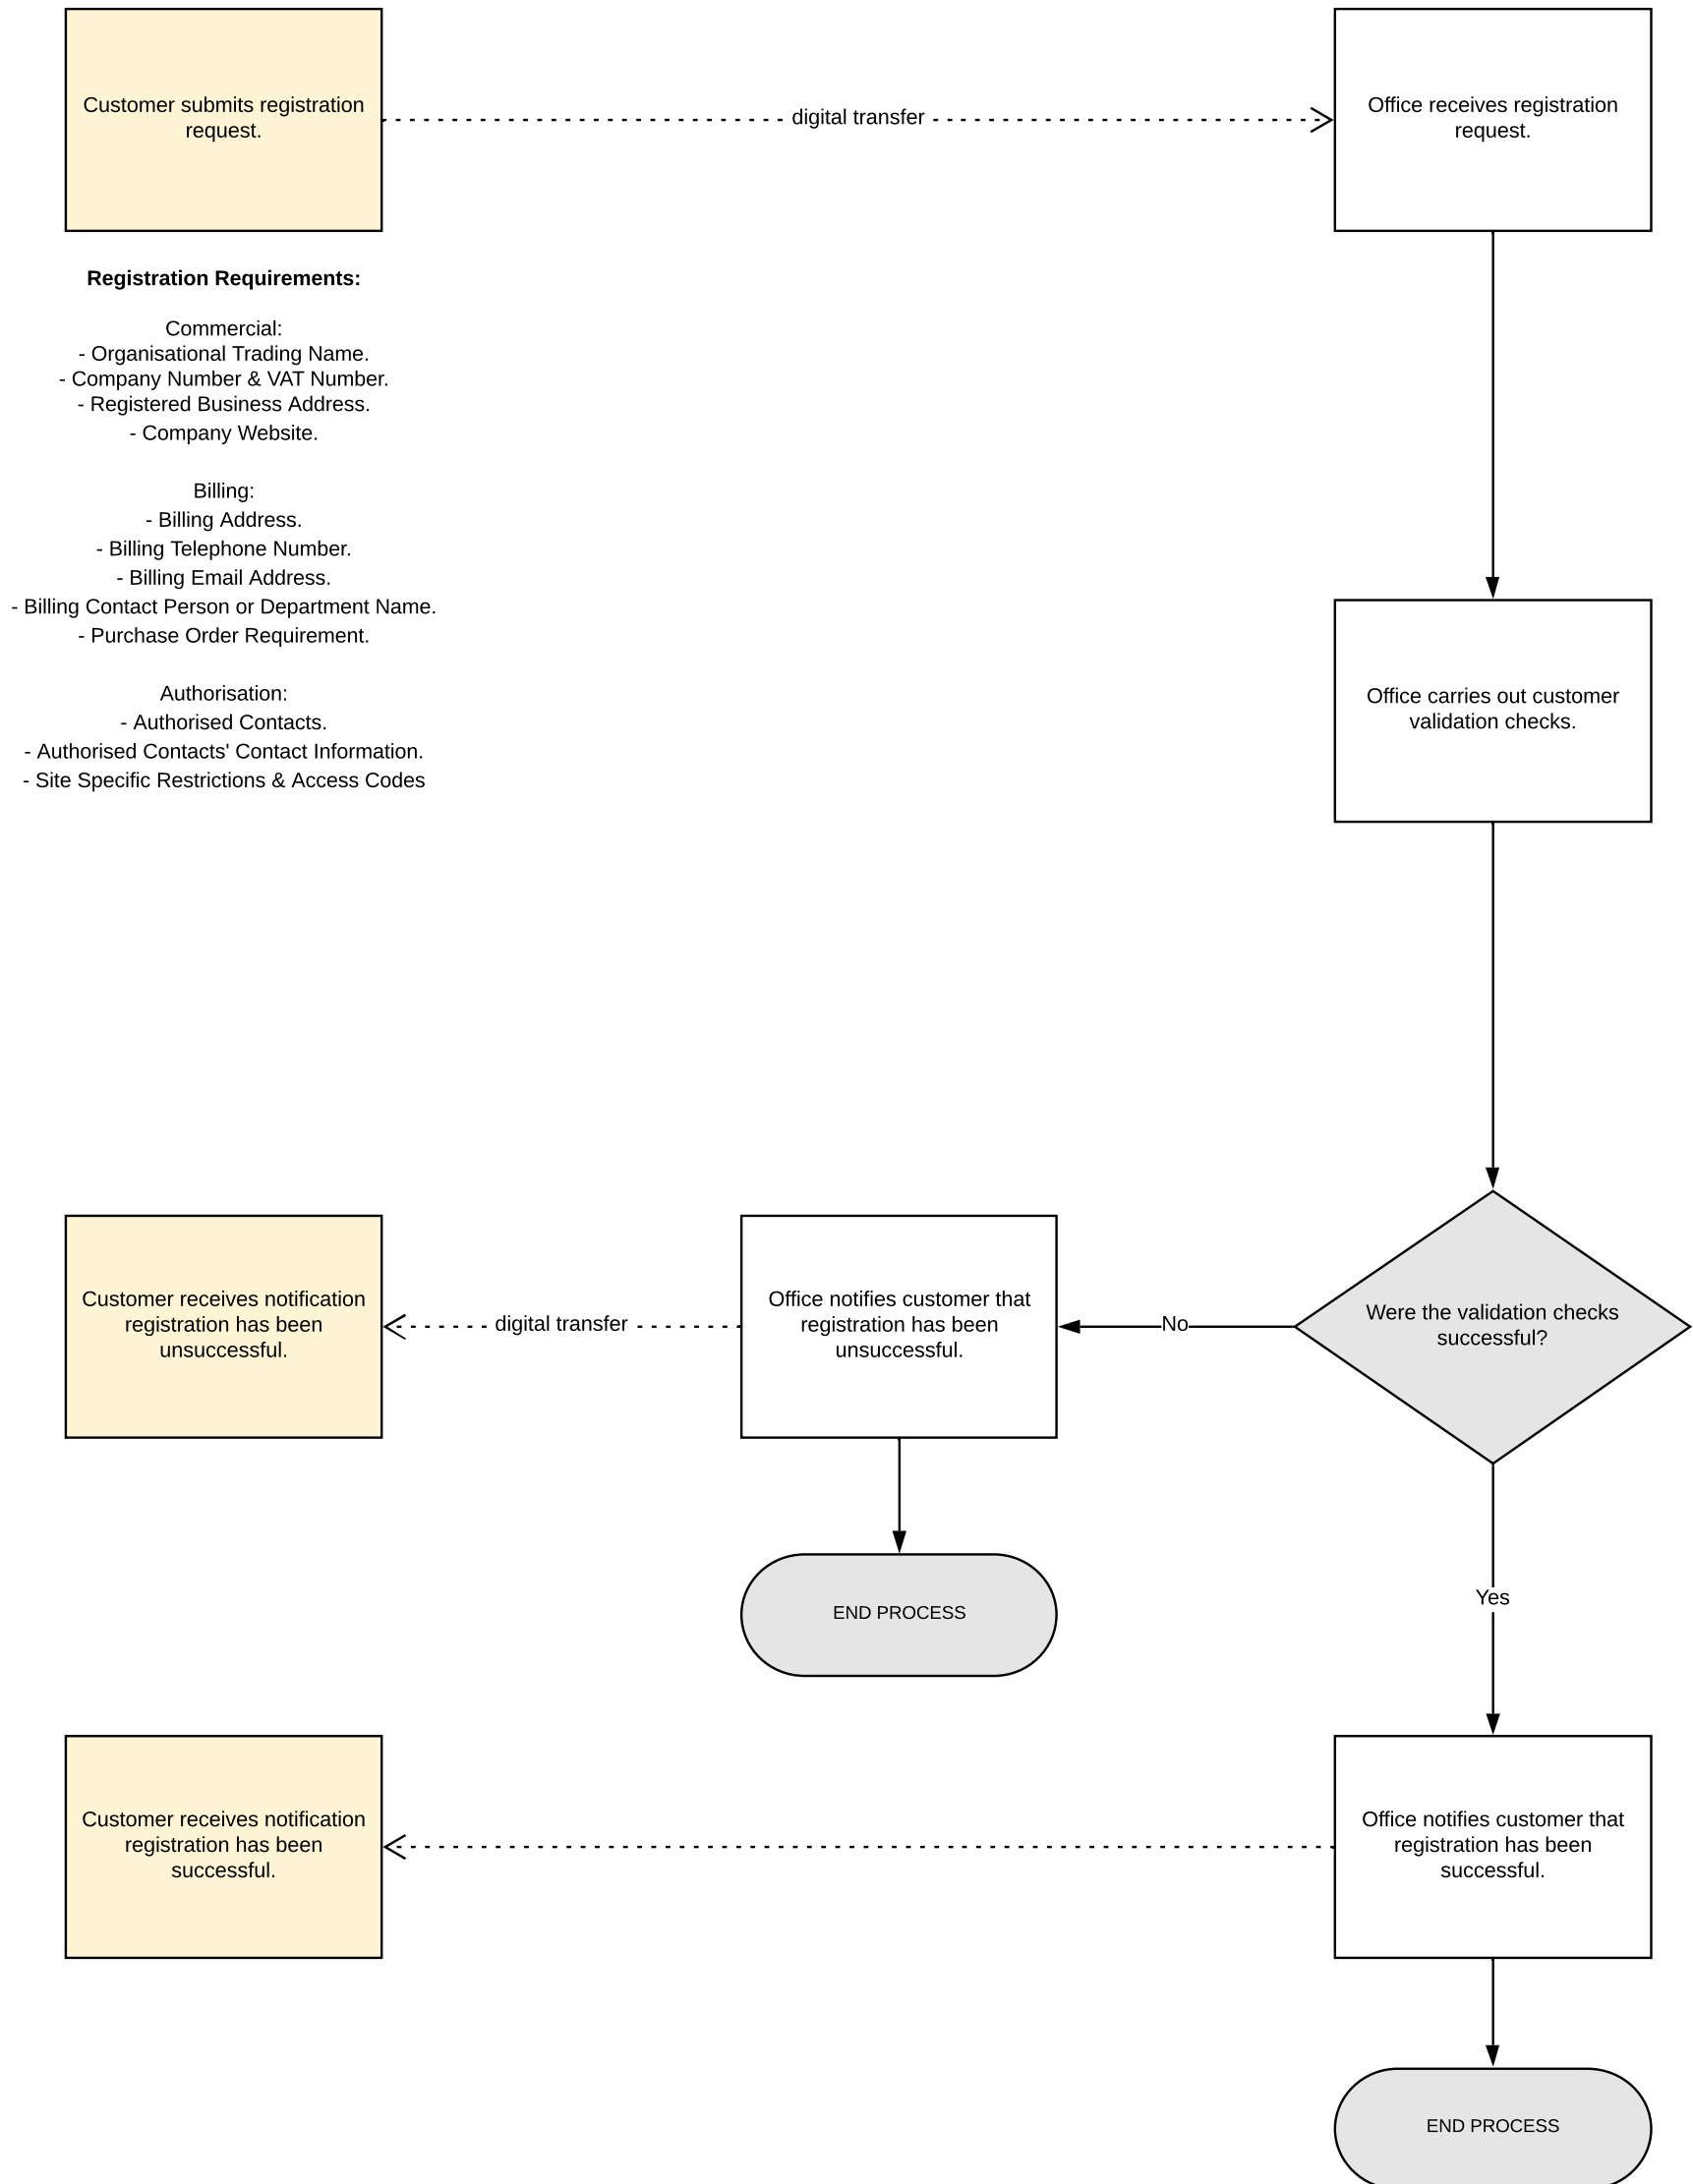 Customer submits registration
request.
digital transfer
Office receives registration
request.
Registration Requirements:
Commercial:
- Organisational Trading Name.
- Company Number & VAT Number.
- Registered Business Address.
- Company Website.
Billing:
- Billing Address.
- Billing Telephone Number.
- Billing Email Address.
- Billing Contact Person or Department Name.
- Purchase Order Requirement.
Authorisation:
- Authorised Contacts.
- Authorised Contacts' Contact Information.
- Site Specific Restrictions & Access Codes
Office carries out customer
validation checks.
Were the validation checks
successful?
No
Office notifies customer that
registration has been
unsuccessful.
digital transfer
Customer receives notification
registration has been
unsuccessful.
END PROCESS
Yes
Office notifies customer that
registration has been
successful.
Customer receives notification
registration has been
successful.
END PROCESS